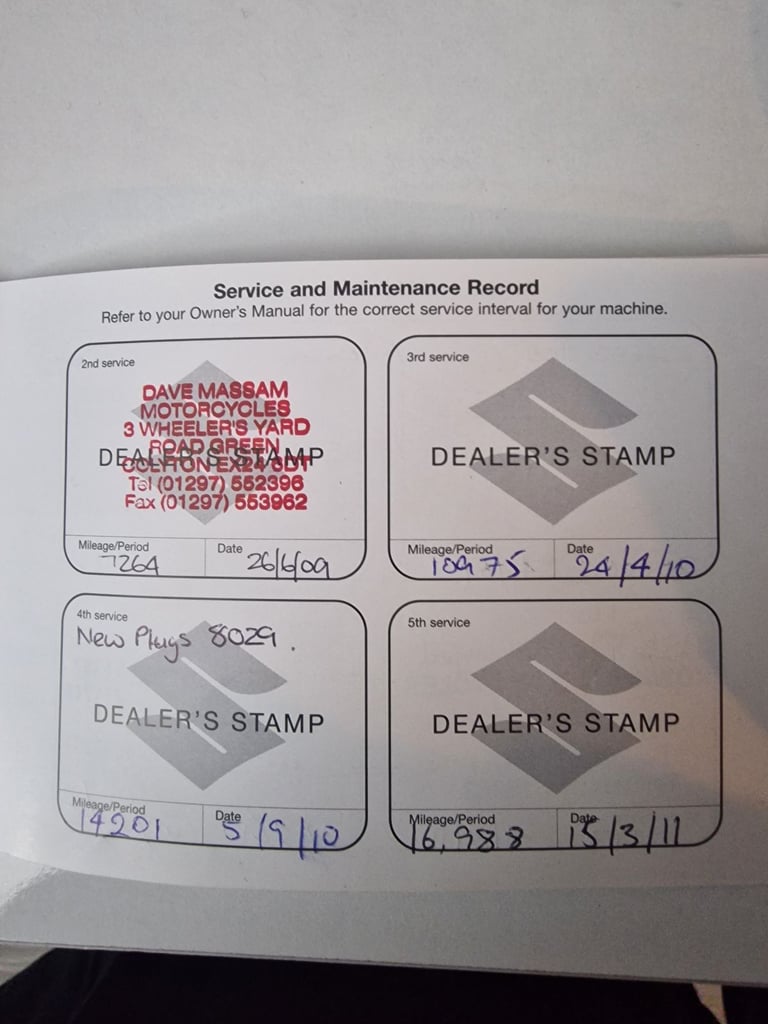 Service and Maintenance Record
Refer to your Owner's Manual for the correct service interval for your machine.
2nd service
DAVE MASSAM
MOTORCYCLES
3 WHEELER'S YARD
ROAD GREEN
DEALER'S STAMP
COLYTON EX24
Tel (01297) 552396
Fax (01297) 553962
Mileage/Period
7264
Date
26/6/09
3rd service
DEALER'S STAMP
Mileage/Period
10975
Date
24/4/10
4th service
New Plugs 8029.
DEALER'S STAMP
Mileage/Period
14201
Date
5/9/10
5th service
DEALER'S STAMP
Mileage/Period
16,988
Date
15/3/11